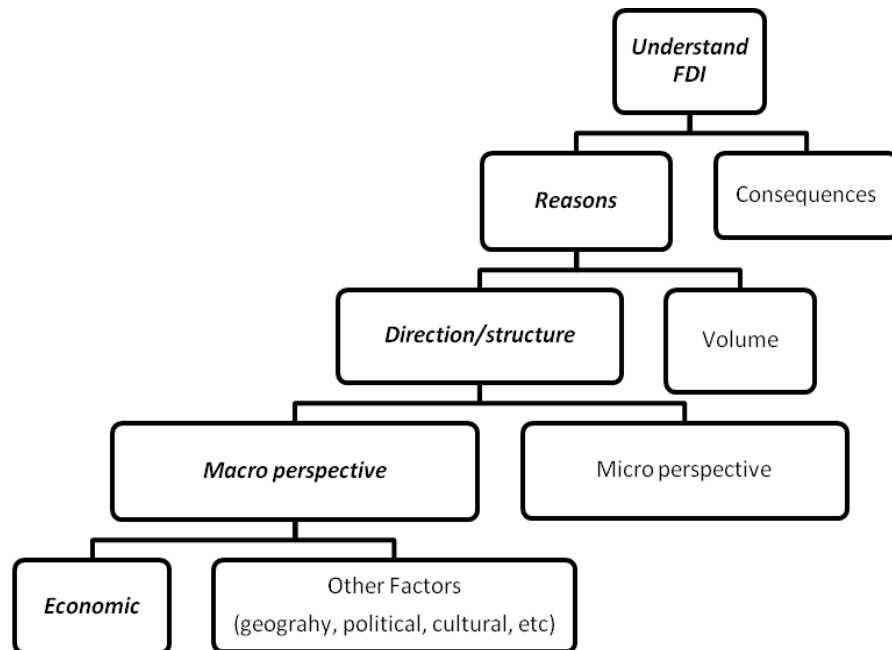 Understand
FDI
Reasons
Consequences
Direction/structure
Volume
Macro perspective
Micro perspective
Economic
Other Factors
(geograhy, political, cultural, etc)